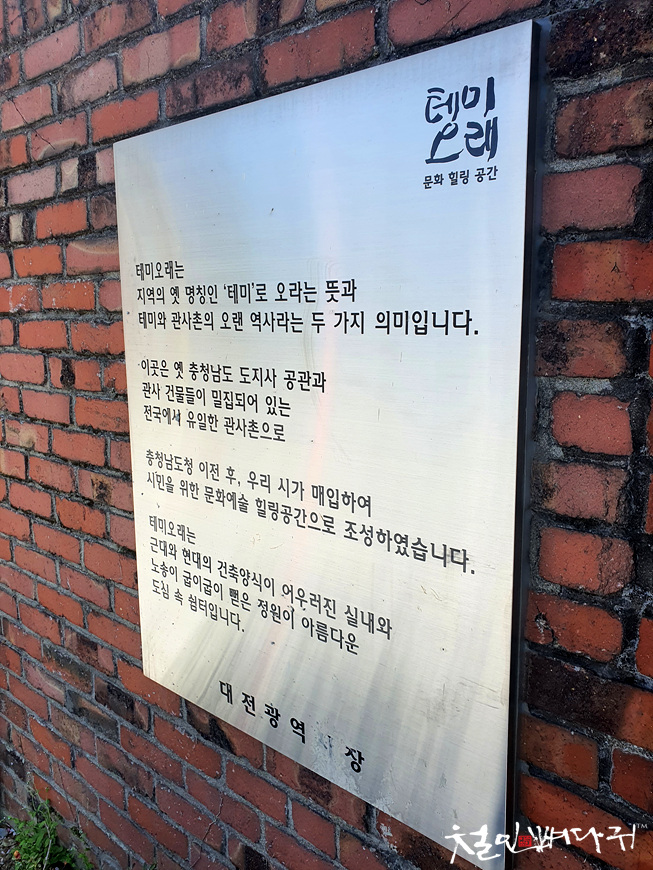 테미
오래
문화 힐링 공간
테미오래는
지역의 옛 명칭인 '테미'로 오라는 뜻과
테미와 관사촌의 오랜 역사라는 두 가지 의미입니다.
이곳은 옛 충청남도 도지사 공관과
관사 건물들이 밀집되어 있는
전국에서 유일한 관사촌으로
충청남도청 이전 후, 우리 시가 매입하여
시민을 위한 문화예술 힐링공간으로 조성하였습니다.
테미오래는
근대와 현대의 건축양식이 어우러진 실내와
노송이 굽이굽이 뻗은 정원이 아름다운
도심 속 쉼터입니다.
대 전 광 역 장
철인뼈다귀™